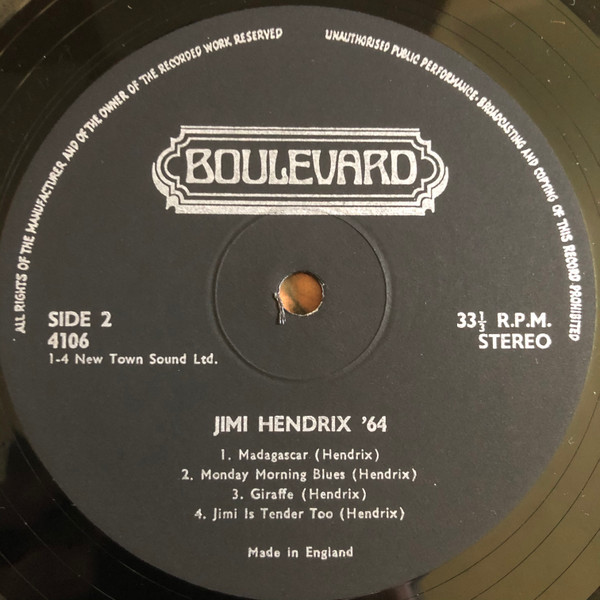 ALL RIGHTS OF THE MANUFACTURER AND OF THE OWNER OF THE RECORDED WORK RESERVED
UNAUTHORISED PUBLIC PERFORMANCE · BROADCASTING AND COPYING OF THIS RECORD PROHIBITED
BOULEVARD
SIDE 2
4106
1-4 New Town Sound Ltd.
33⅓ R.P.M.
STEREO
JIMI HENDRIX '64
1. Madagascar (Hendrix)
2. Monday Morning Blues (Hendrix)
3. Giraffe (Hendrix)
4. Jimi Is Tender Too (Hendrix)
Made in England